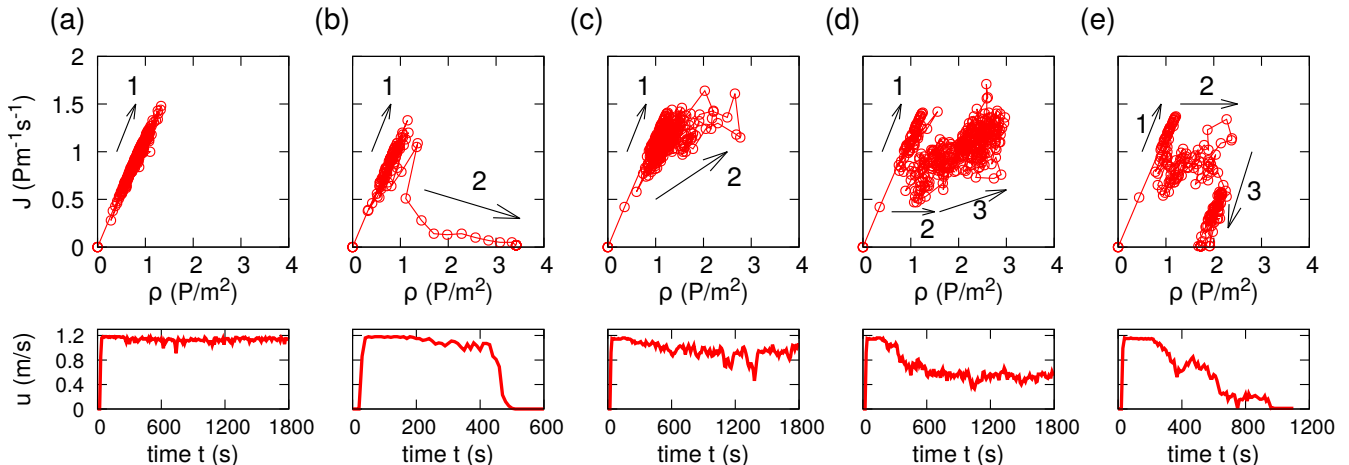 (a) (b) (c) (d) (e)
J (Pm⁻¹s⁻¹)
2
1.5
1
0.5
0
1 1 2 1 2 1 2 3 1 2 3
0 1 2 3 4 0 1 2 3 4 0 1 2 3 4 0 1 2 3 4 0 1 2 3 4
ρ (P/m²) ρ (P/m²) ρ (P/m²) ρ (P/m²) ρ (P/m²)
u (m/s)
1.2
0.8
0.4
0
0 600 1200 1800 0 200 400 600 0 600 1200 1800 0 600 1200 1800 0 400 800 1200
time t (s) time t (s) time t (s) time t (s) time t (s)